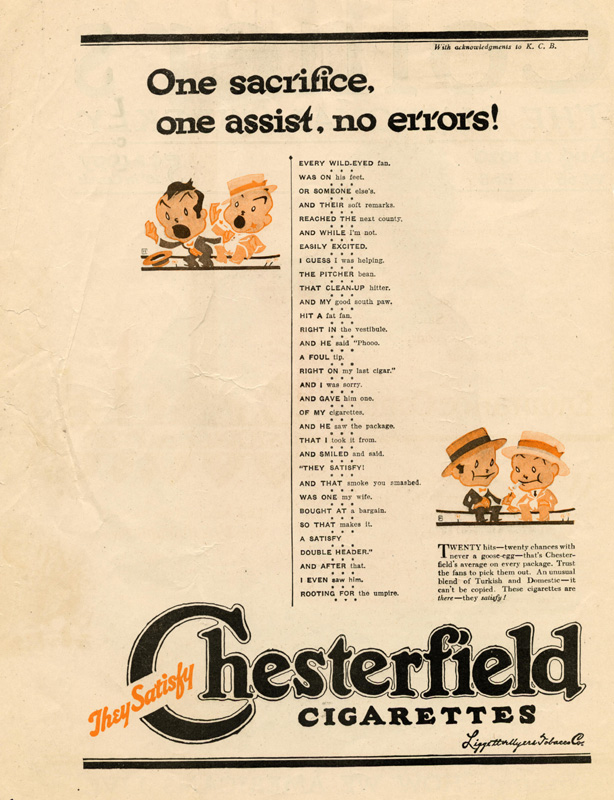 With acknowledgments to K. C. B.
One sacrifice,
one assist, no errors!
EVERY WILD-EYED fan.
* * *
WAS ON his feet.
* * *
OR SOMEONE else's.
* * *
AND THEIR soft remarks.
* * *
REACHED THE next county.
* * *
AND WHILE I'm not.
* * *
EASILY EXCITED.
* * *
I GUESS I was helping.
* * *
THE PITCHER bean.
* * *
THAT CLEAN-UP hitter.
* * *
AND MY good south paw.
* * *
HIT A fat fan.
* * *
RIGHT IN the vestibule.
* * *
AND HE said "Phooo.
* * *
A FOUL tip.
* * *
RIGHT ON my last cigar."
* * *
AND I was sorry.
* * *
AND GAVE him one.
* * *
OF MY cigarettes.
* * *
AND HE saw the package.
* * *
THAT I took it from.
* * *
AND SMILED and said.
* * *
"THEY SATISFY!
* * *
AND THAT smoke you smashed.
* * *
WAS ONE my wife.
* * *
BOUGHT AT a bargain.
* * *
SO THAT makes it.
* * *
A SATISFY
* * *
DOUBLE HEADER."
* * *
AND AFTER that.
* * *
I EVEN saw him.
* * *
ROOTING FOR the umpire.
* * *
TWENTY hits—twenty chances with
never a goose-egg—that's Chester-
field's average on every package. Trust
the fans to pick them out. An unusual
blend of Turkish and Domestic—it
can't be copied. These cigarettes are
there—they satisfy!
They Satisfy
Chesterfield
CIGARETTES
Liggett & Myers Tobacco Co.